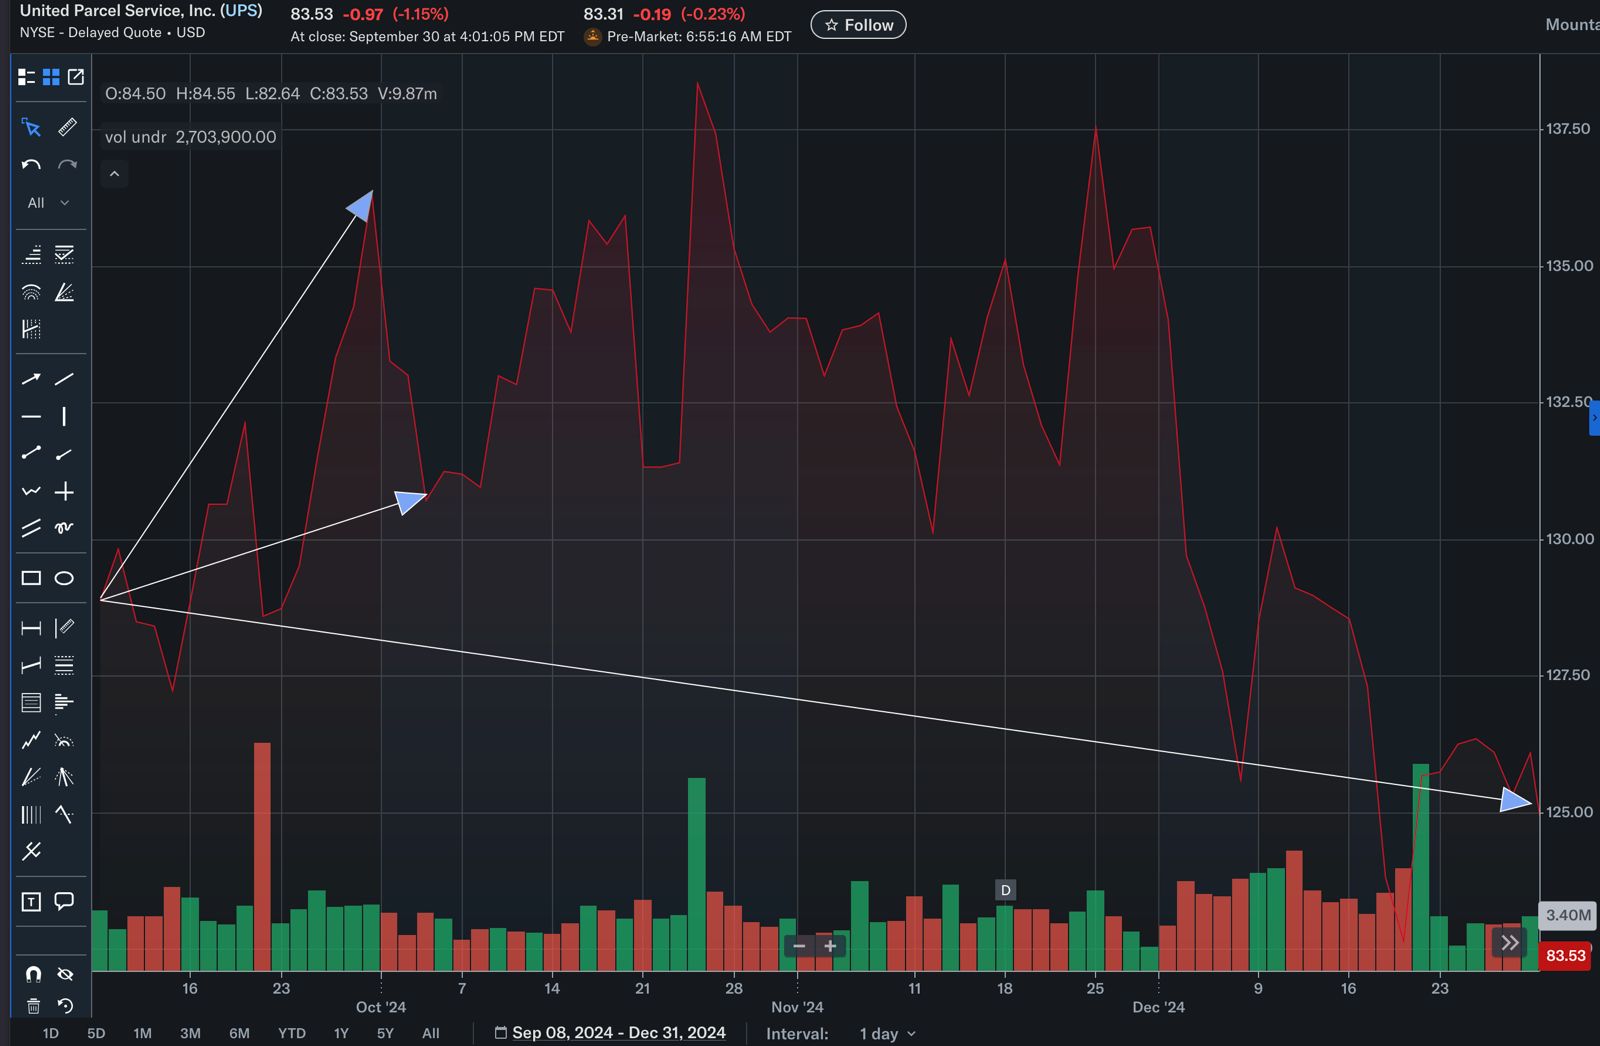 United Parcel Service, Inc. (UPS)
NYSE - Delayed Quote • USD
83.53 -0.97 (-1.15%)
At close: September 30 at 4:01:05 PM EDT
83.31 -0.19 (-0.23%)
Pre-Market: 6:55:16 AM EDT
Follow
O:84.50 H:84.55 L:82.64 C:83.53 V:9.87m
vol undr 2,703,900.00
All
137.50
135.00
132.50
130.00
127.50
125.00
T
D
3.40M
83.53
− +
16 23 7 14 21 28 11 18 25 9 16 23
Oct '24 Nov '24 Dec '24
1D 5D 1M 3M 6M YTD 1Y 5Y All Sep 08, 2024 - Dec 31, 2024 Interval: 1 day